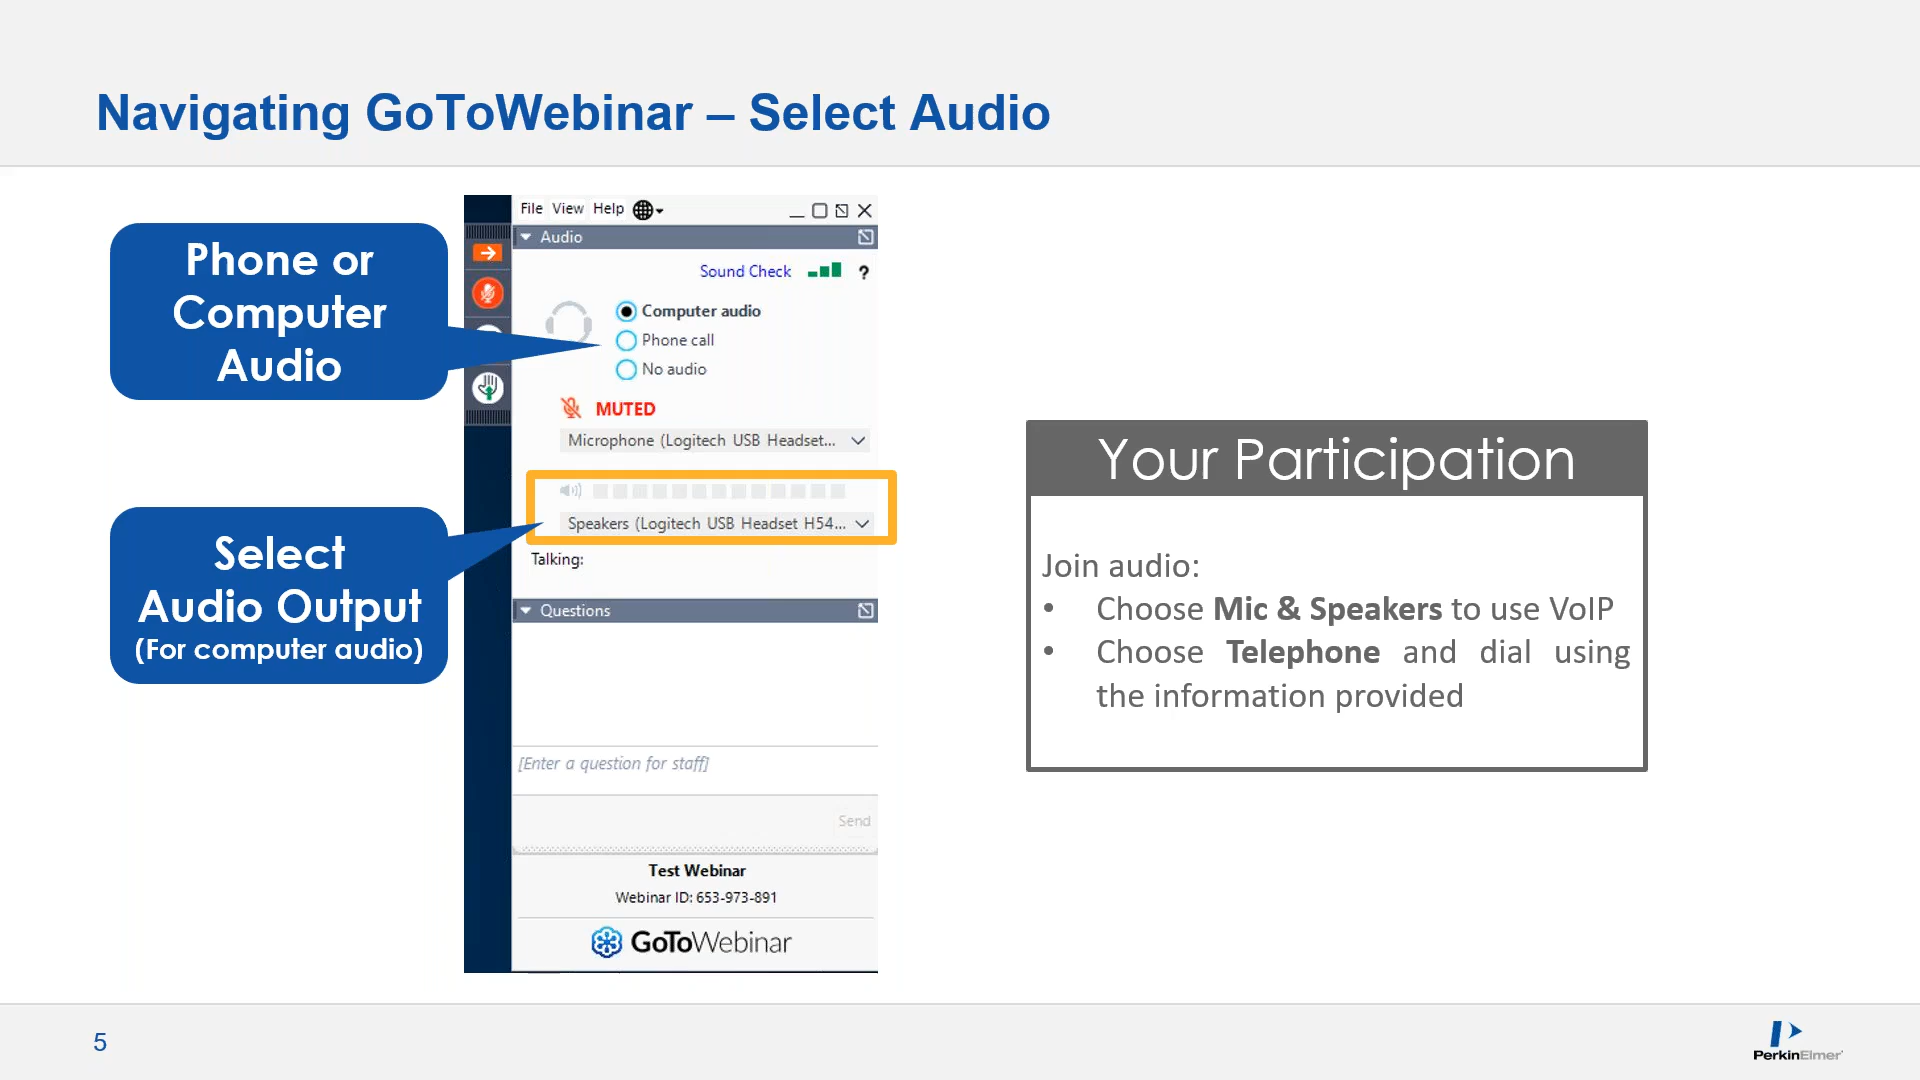 Navigating GoToWebinar – Select Audio
Phone or
Computer
Audio
Select
Audio Output
(For computer audio)
File View Help
Audio
Sound Check ?
Computer audio
Phone call
No audio
MUTED
Microphone (Logitech USB Headset...
Speakers (Logitech USB Headset H54...
Talking:
Questions
[Enter a question for staff]
Send
Test Webinar
Webinar ID: 653-973-891
GoToWebinar
Your Participation
Join audio:
• Choose Mic & Speakers to use VoIP
• Choose Telephone and dial using
the information provided
5
PerkinElmer